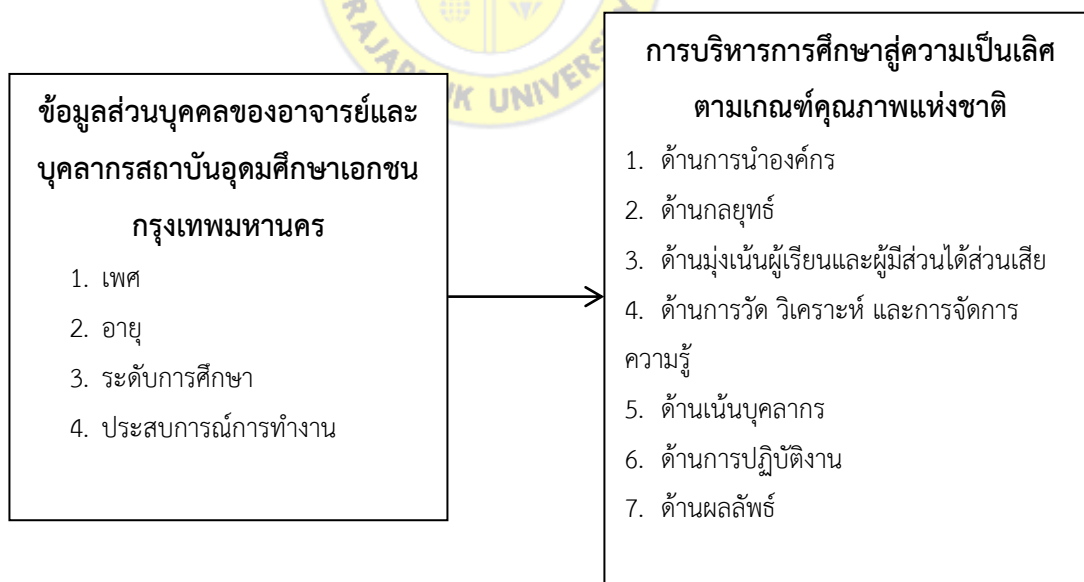 RAJAPRUK UNIVERSITY
ข้อมูลส่วนบุคคลของอาจารย์และ
บุคลากรสถาบันอุดมศึกษาเอกชน
กรุงเทพมหานคร
1. เพศ
2. อายุ
3. ระดับการศึกษา
4. ประสบการณ์การทำงาน
การบริหารการศึกษาสู่ความเป็นเลิศ
ตามเกณฑ์คุณภาพแห่งชาติ
1. ด้านการนำองค์กร
2. ด้านกลยุทธ์
3. ด้านมุ่งเน้นผู้เรียนและผู้มีส่วนได้ส่วนเสีย
4. ด้านการวัด วิเคราะห์ และการจัดการ
ความรู้
5. ด้านเน้นบุคลากร
6. ด้านการปฏิบัติงาน
7. ด้านผลลัพธ์